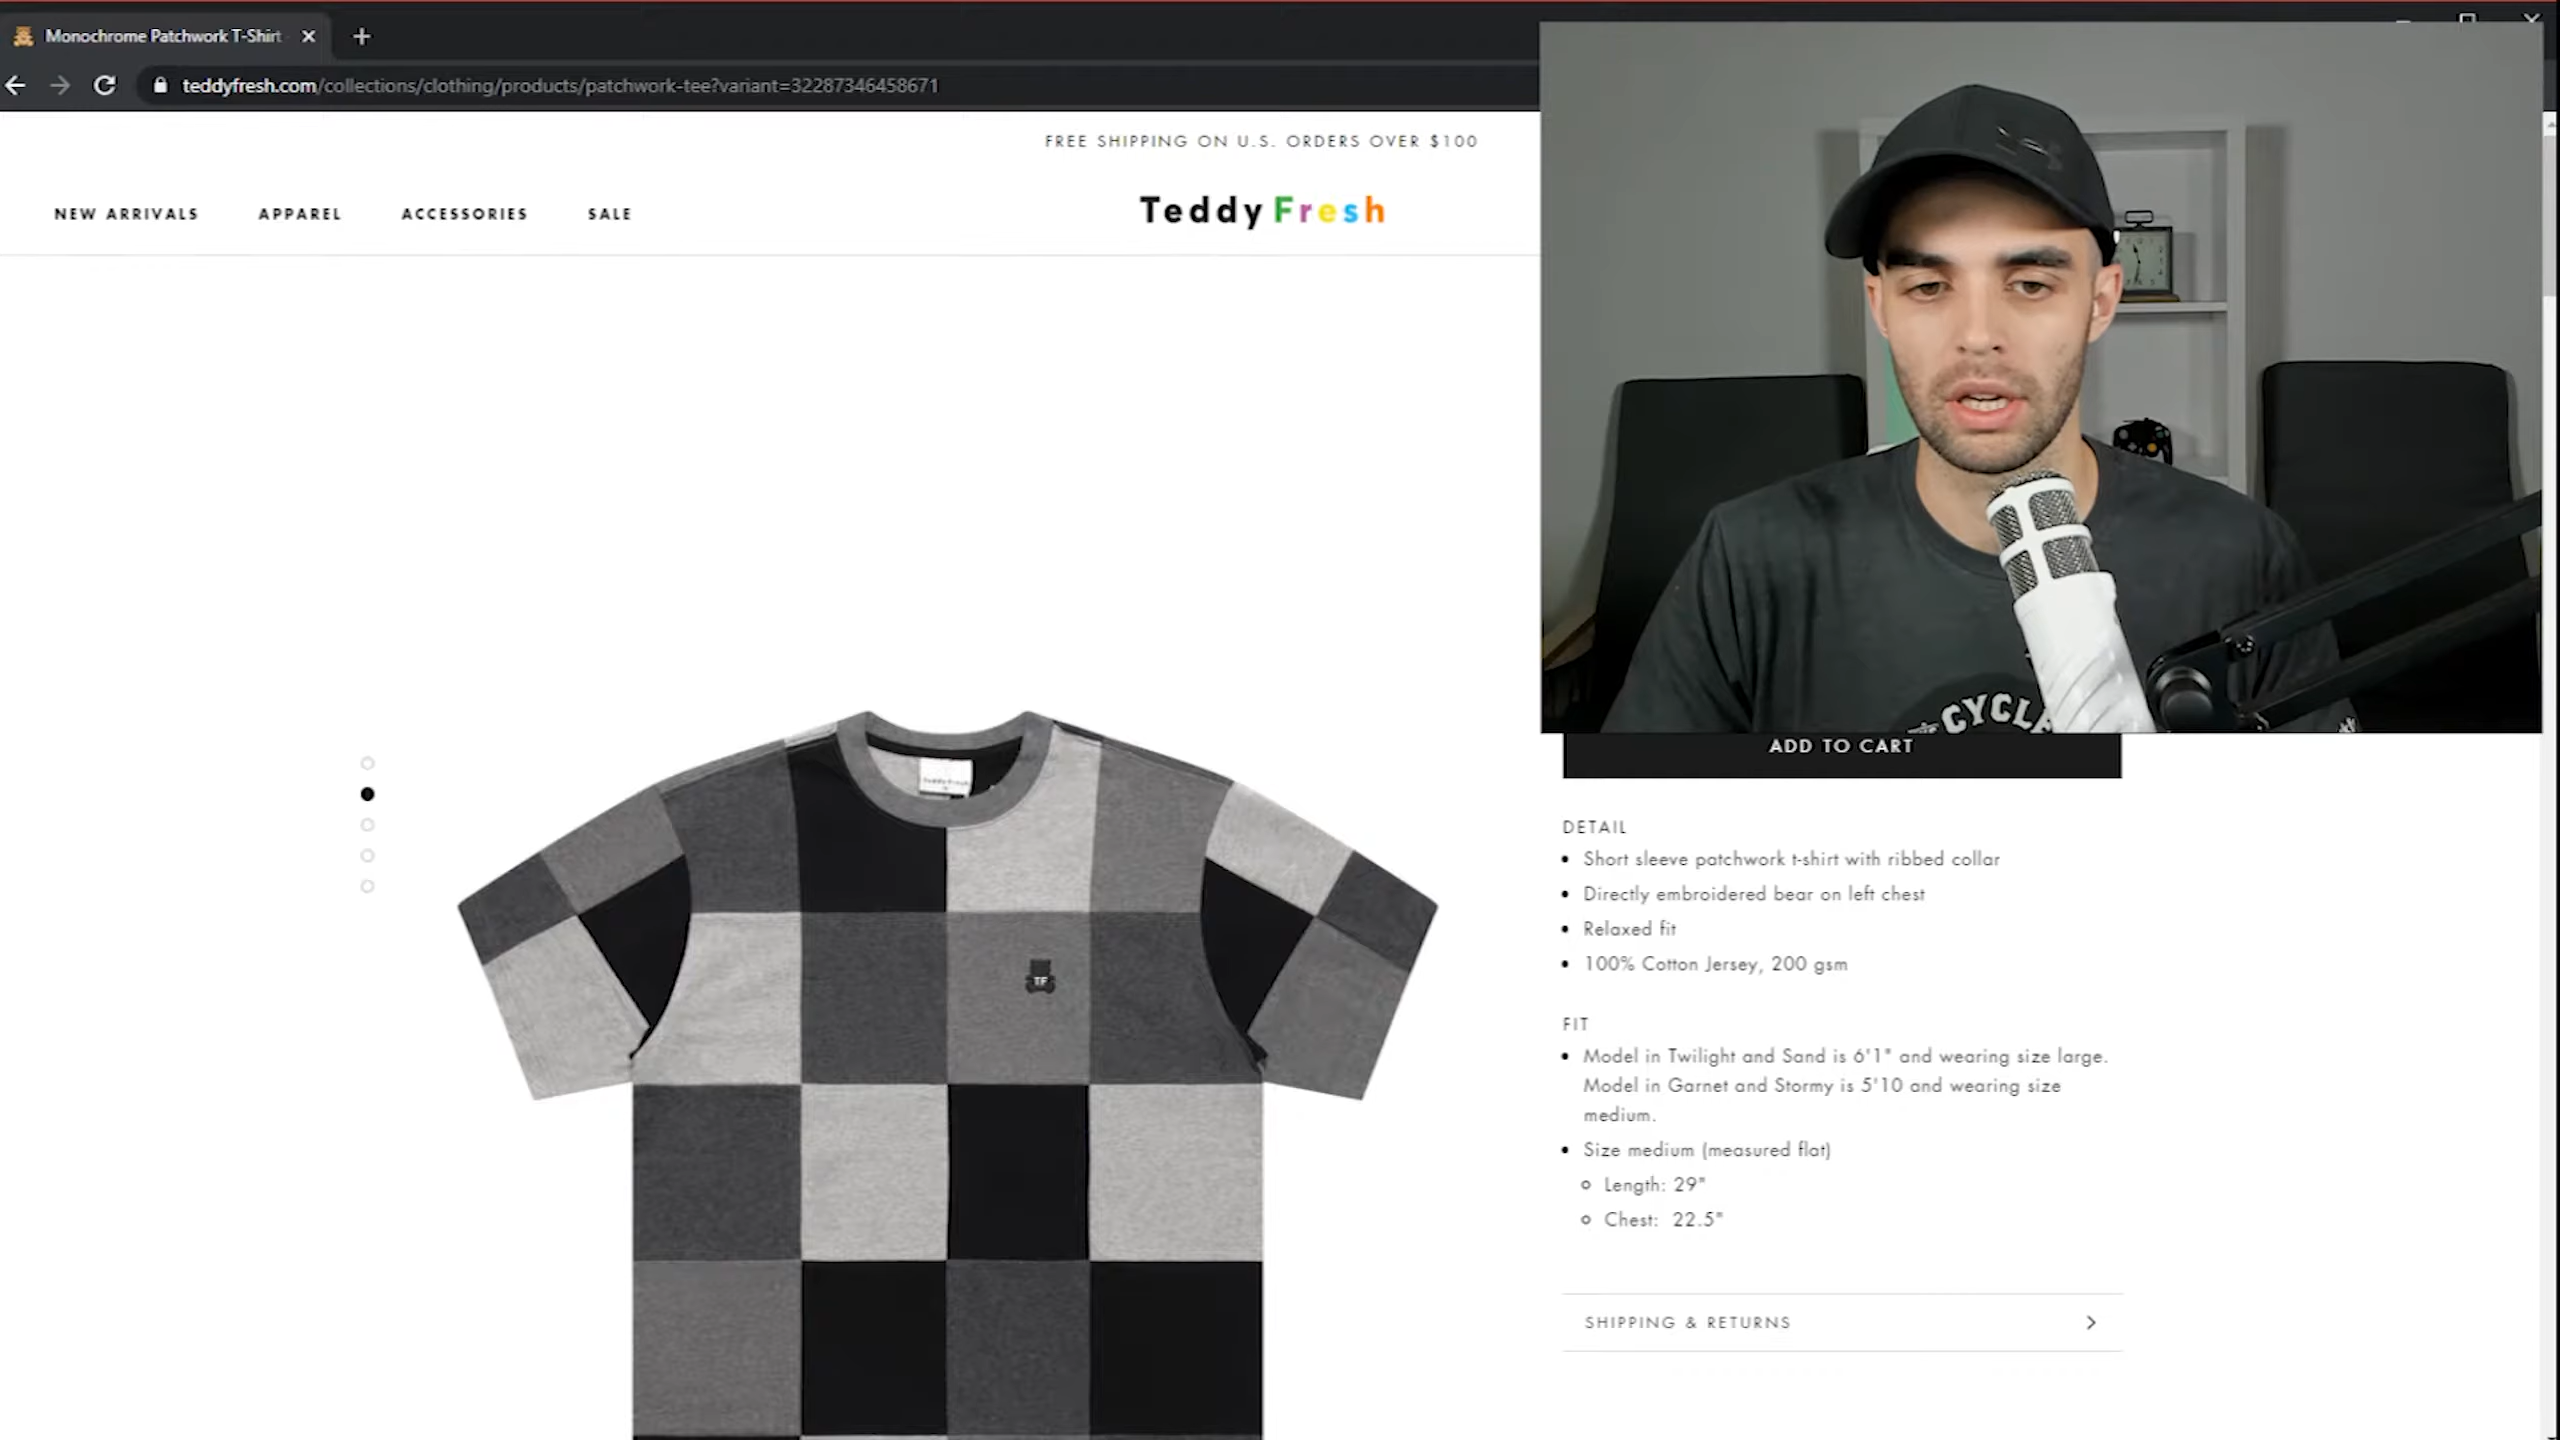 Monochrome Patchwork T-Shirt
teddyfresh.com/collections/clothing/products/patchwork-tee?variant=32287346458671
FREE SHIPPING ON U.S. ORDERS OVER $100
NEW ARRIVALS
APPAREL
ACCESSORIES
SALE
Teddy Fresh
TF
ADD TO CART
DETAIL
Short sleeve patchwork t-shirt with ribbed collar
Directly embroidered bear on left chest
Relaxed fit
100% Cotton Jersey, 200 gsm
FIT
Model in Twilight and Sand is 6'1" and wearing size large.
Model in Garnet and Stormy is 5'10 and wearing size
medium.
Size medium (measured flat)
Length: 29"
Chest: 22.5"
SHIPPING & RETURNS